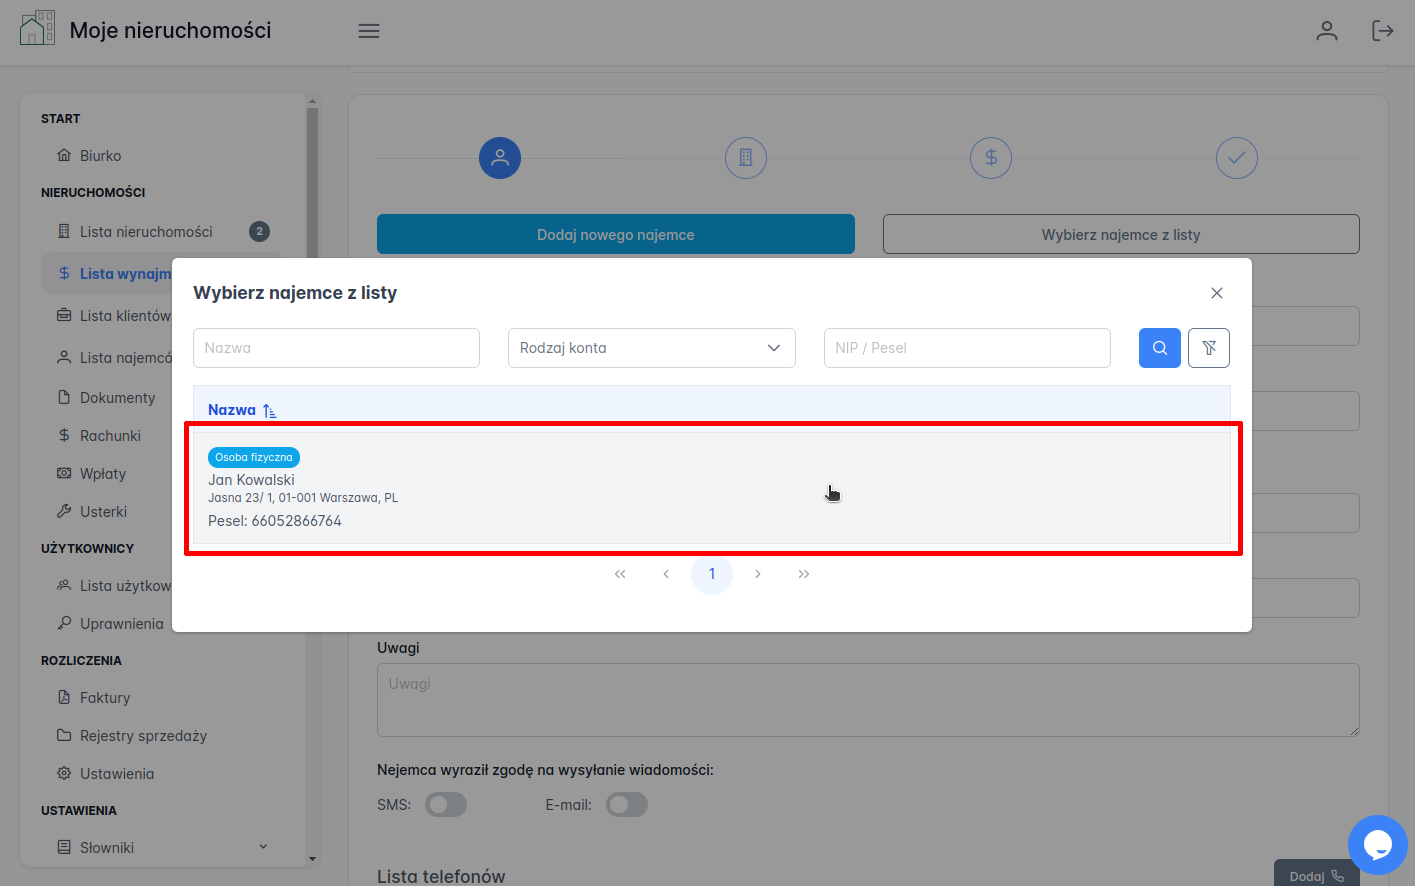 Moje nieruchomości
START
Biurko
NIERUCHOMOŚCI
Lista nieruchomości 2
Lista wynajm
Lista klientów
Lista najemcó
Dokumenty
Rachunki
Wpłaty
Usterki
UŻYTKOWNICY
Lista użytkow
Uprawnienia
ROZLICZENIA
Faktury
Rejestry sprzedaży
Ustawienia
USTAWIENIA
Słowniki
Dodaj nowego najemce
Wybierz najemce z listy
Wybierz najemce z listy
Nazwa
Rodzaj konta
NIP / Pesel
Nazwa
Osoba fizyczna
Jan Kowalski
Jasna 23/ 1, 01-001 Warszawa, PL
Pesel: 66052866764
1
Uwagi
Uwagi
Nejemca wyraził zgodę na wysyłanie wiadomości:
SMS:
E-mail:
Lista telefonów
Dodaj